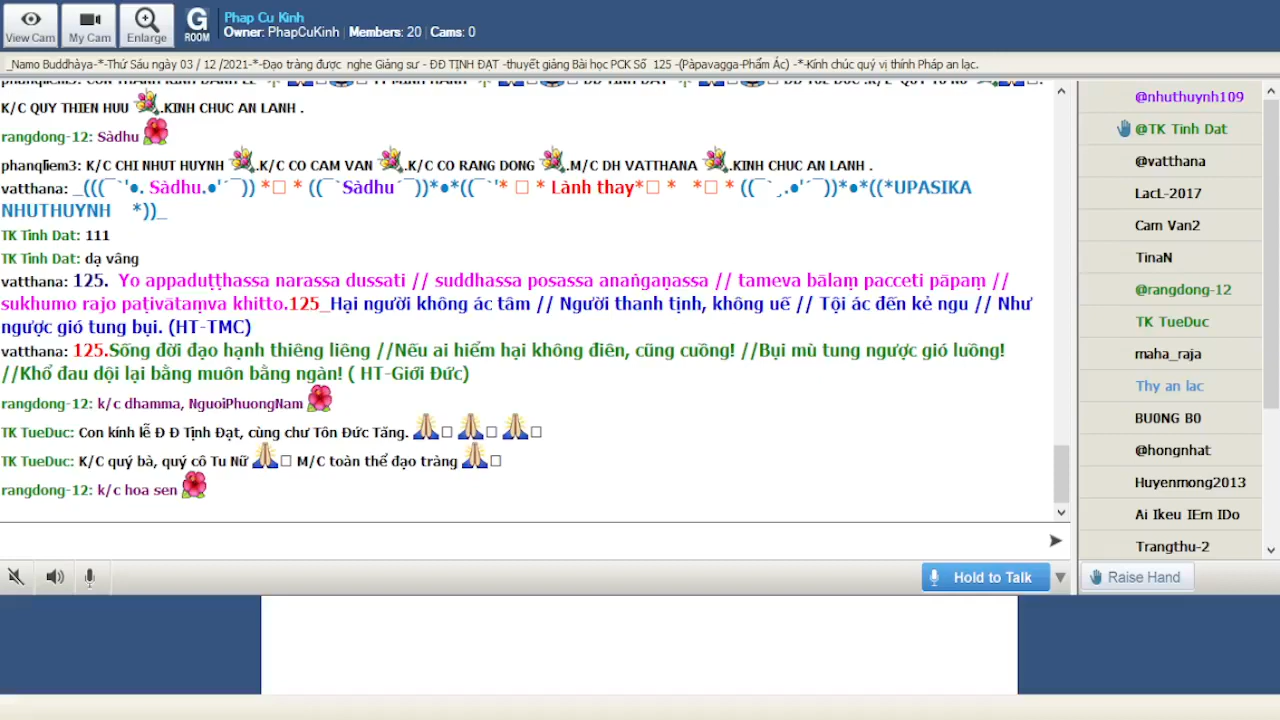 View Cam
My Cam
Enlarge
G
ROOM
Phap Cu Kinh
Owner: PhapCuKinh | Members: 20 | Cams: 0
_Namo Buddhàya-*-Thứ Sáu ngày 03 / 12 /2021-*-Đạo tràng được nghe Giảng sư - ĐĐ TỊNH ĐẠT -thuyết giảng Bài học PCK Số 125 -(Pàpavagga-Phẩm Ác) -*-Kính chúc quý vị thính Pháp an lạc.
K/C QUY THIEN HUU .KINH CHUC AN LANH .
rangdong-12: Sàdhu
phanqliem3: K/C CHI NHUT HUYNH .K/C CO CAM VAN .K/C CO RANG DONG .M/C DH VATTHANA .KINH CHUC AN LANH .
vatthana: _(((¯`'●. Sàdhu.●'´¯)) *□ * ((¯`Sàdhu´¯))*●*((¯`'* □ * Lành thay*□ * *□ * ((¯`¸.●'´¯))*●*((*UPASIKA
NHUTHUYNH *))_
TK Tinh Dat: 111
TK Tinh Dat: dạ vâng
vatthana: 125. Yo appaduṭṭhassa narassa dussati // suddhassa posassa anaṅgaṇassa // tameva bālaṃ pacceti pāpaṃ //
sukhumo rajo paṭivātaṃva khitto.125_Hại người không ác tâm // Người thanh tịnh, không uế // Tội ác đến kẻ ngu // Như
ngược gió tung bụi. (HT-TMC)
vatthana: 125.Sống đời đạo hạnh thiêng liêng //Nếu ai hiểm hại không điên, cũng cuồng! //Bụi mù tung ngược gió luồng!
//Khổ đau dội lại bằng muôn bằng ngàn! ( HT-Giới Đức)
rangdong-12: k/c dhamma, NguoiPhuongNam
TK TueDuc: Con kính lễ Đ Đ Tịnh Đạt, cùng chư Tôn Đức Tăng. □ □ □
TK TueDuc: K/C quý bà, quý cô Tu Nữ □ M/C toàn thể đạo tràng □
rangdong-12: k/c hoa sen
Hold to Talk
@nhuthuynh109
@TK Tinh Dat
@vatthana
LacL-2017
Cam Van2
TinaN
@rangdong-12
TK TueDuc
maha_raja
Thy an lac
BU0NG B0
@hongnhat
Huyenmong2013
Ai Ikeu IEm IDo
Trangthu-2
Raise Hand